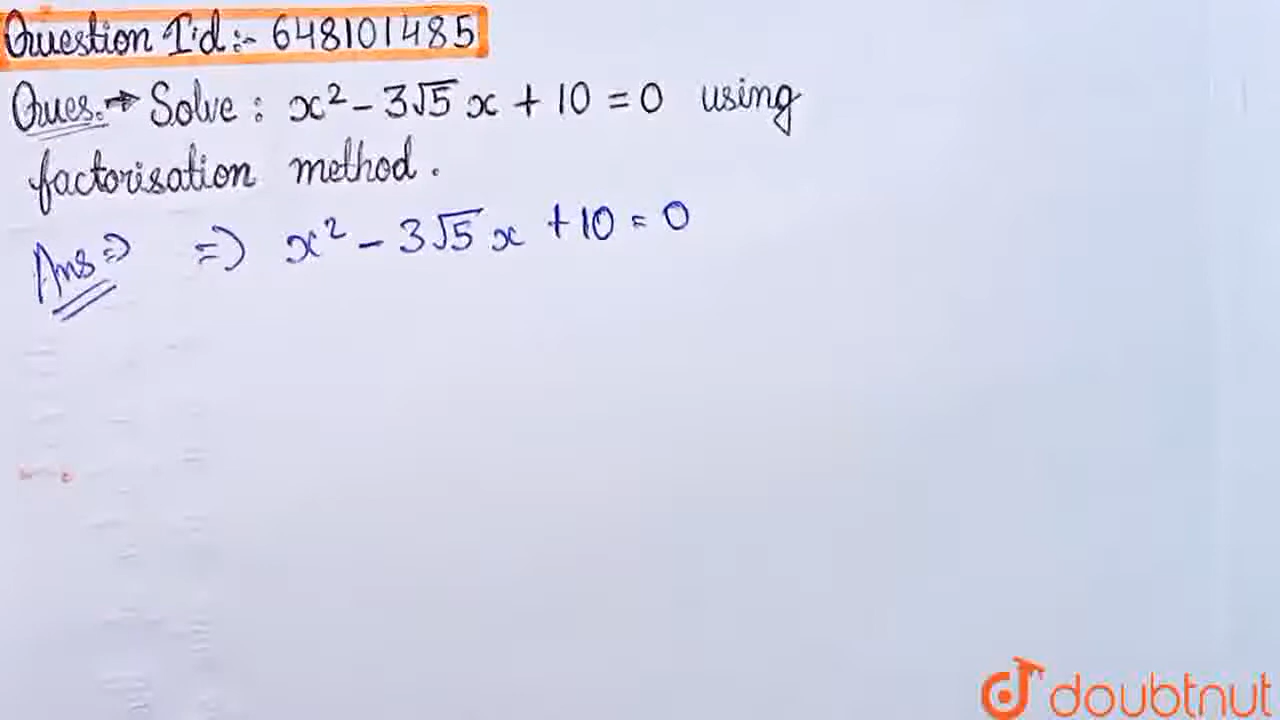 Question I'd:- 648101485
Ques.→ Solve : x² - 3√5 x + 10 = 0 using
factorisation method.
Ans ⇒ ⇒ x² - 3√5 x + 10 = 0
doubtnut